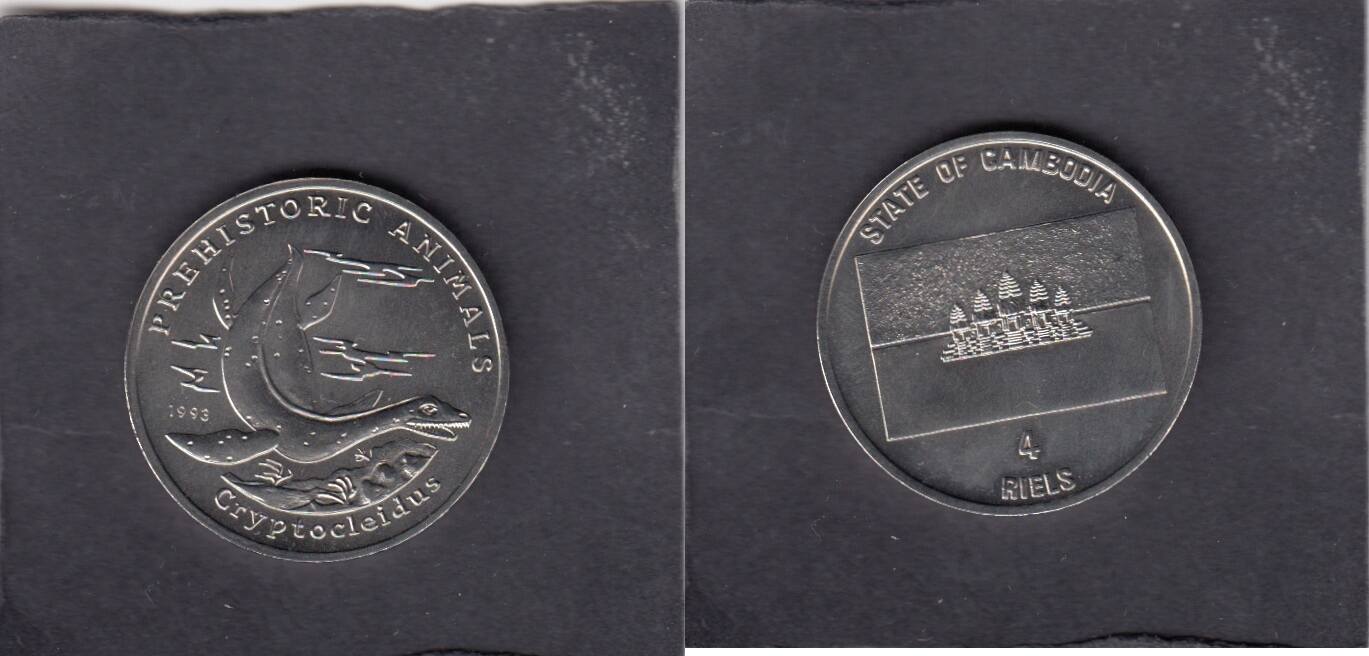 PREHISTORIC ANIMALS
1993
Cryptocleidus
STATE OF CAMBODIA
4
RIELS